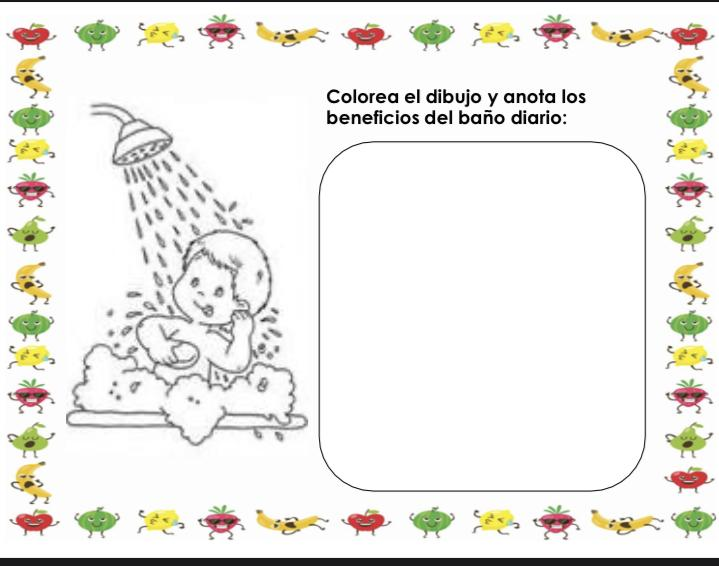 Colorea el dibujo y anota los
beneficios del baño diario: